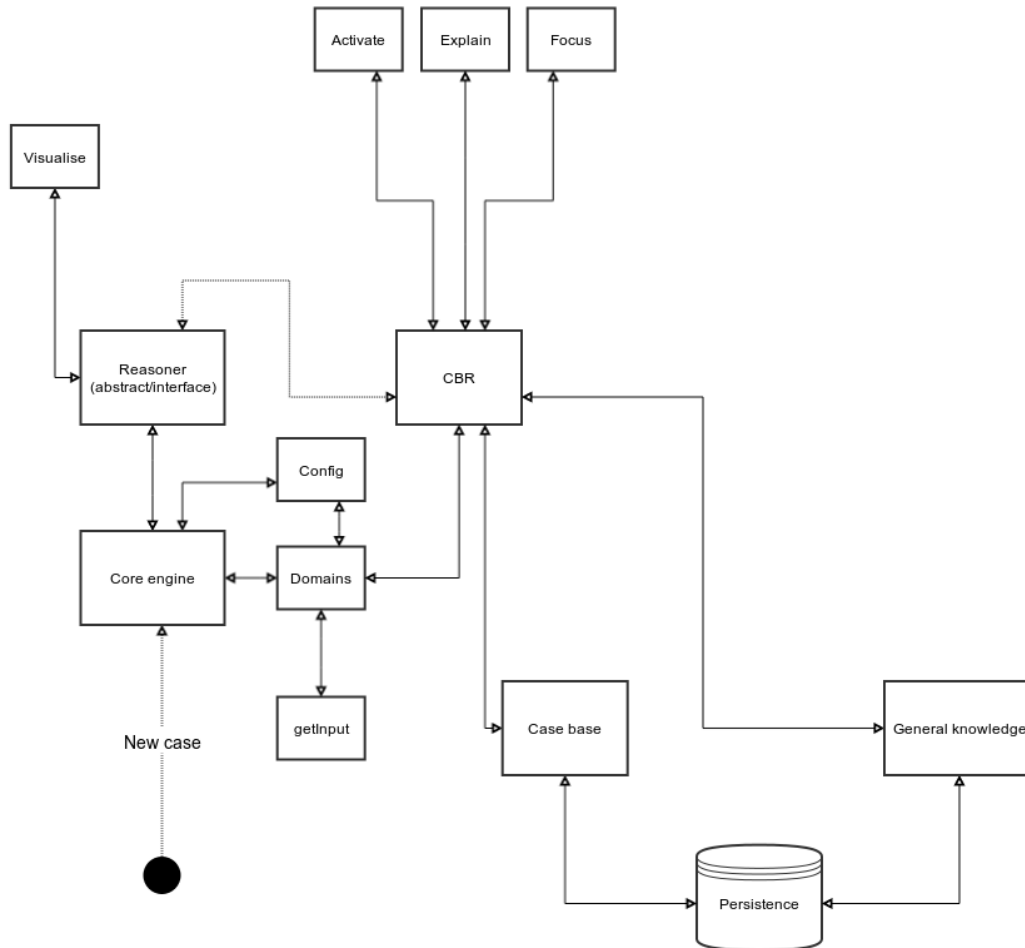 Activate
Explain
Focus
Visualise
Reasoner
(abstract/interface)
CBR
Config
Core engine
Domains
getInput
Case base
General knowledge
New case
Persistence